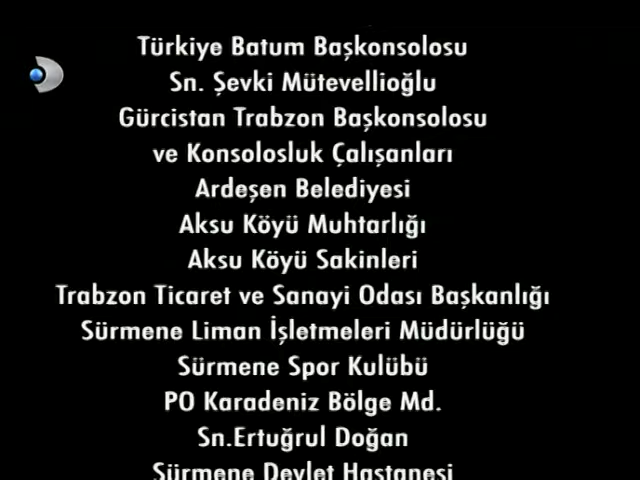 Türkiye Batum Başkonsolosu
Sn. Şevki Mütevellioğlu
Gürcistan Trabzon Başkonsolosu
ve Konsolosluk Çalışanları
Ardeşen Belediyesi
Aksu Köyü Muhtarlığı
Aksu Köyü Sakinleri
Trabzon Ticaret ve Sanayi Odası Başkanlığı
Sürmene Liman İşletmeleri Müdürlüğü
Sürmene Spor Kulübü
PO Karadeniz Bölge Md.
Sn.Ertuğrul Doğan
Sürmene Devlet Hastanesi